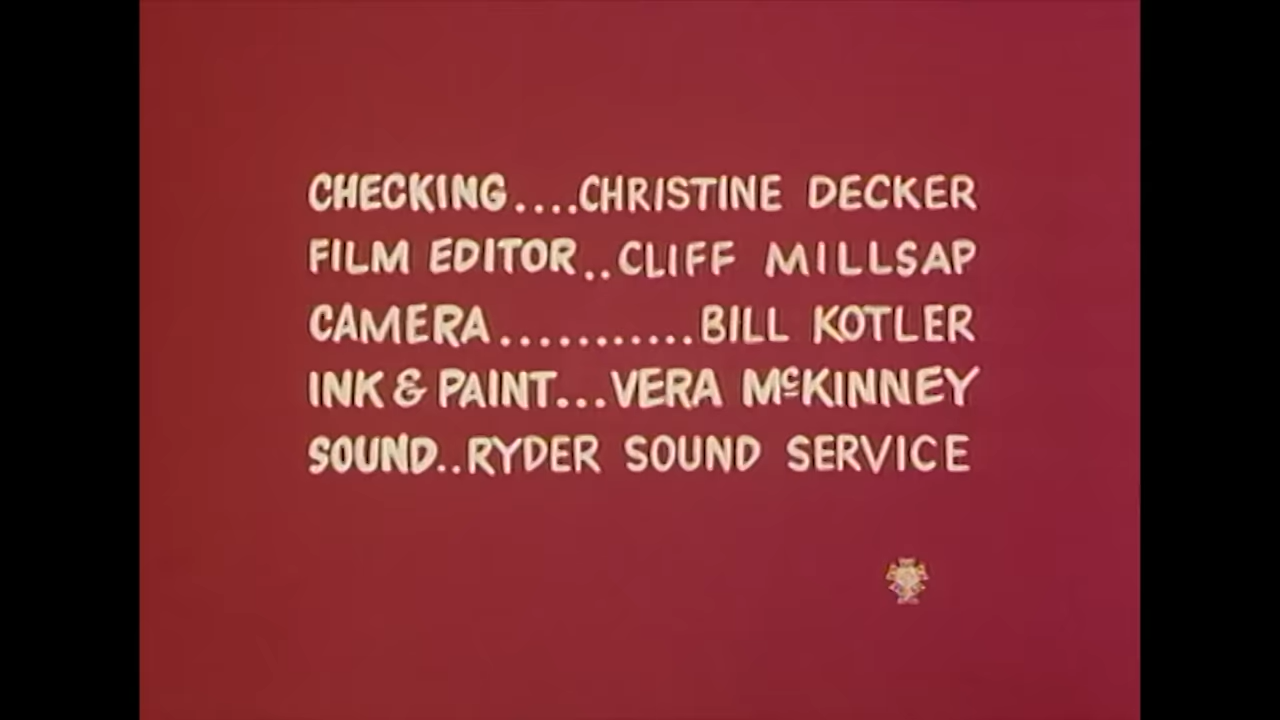 CHECKING....CHRISTINE DECKER
FILM EDITOR..CLIFF MILLSAP
CAMERA...........BILL KOTLER
INK & PAINT...VERA McKINNEY
SOUND..RYDER SOUND SERVICE